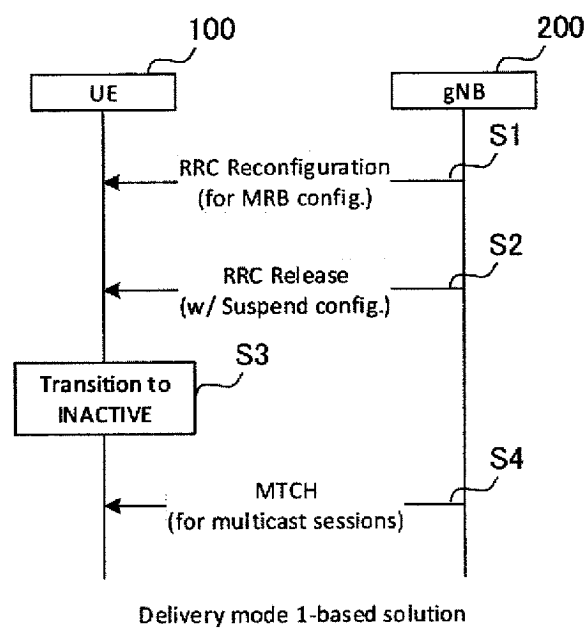 100
200
UE
gNB
S1
RRC Reconfiguration
(for MRB config.)
S2
RRC Release
(w/ Suspend config.)
S3
Transition to
INACTIVE
S4
MTCH
(for multicast sessions)
Delivery mode 1-based solution